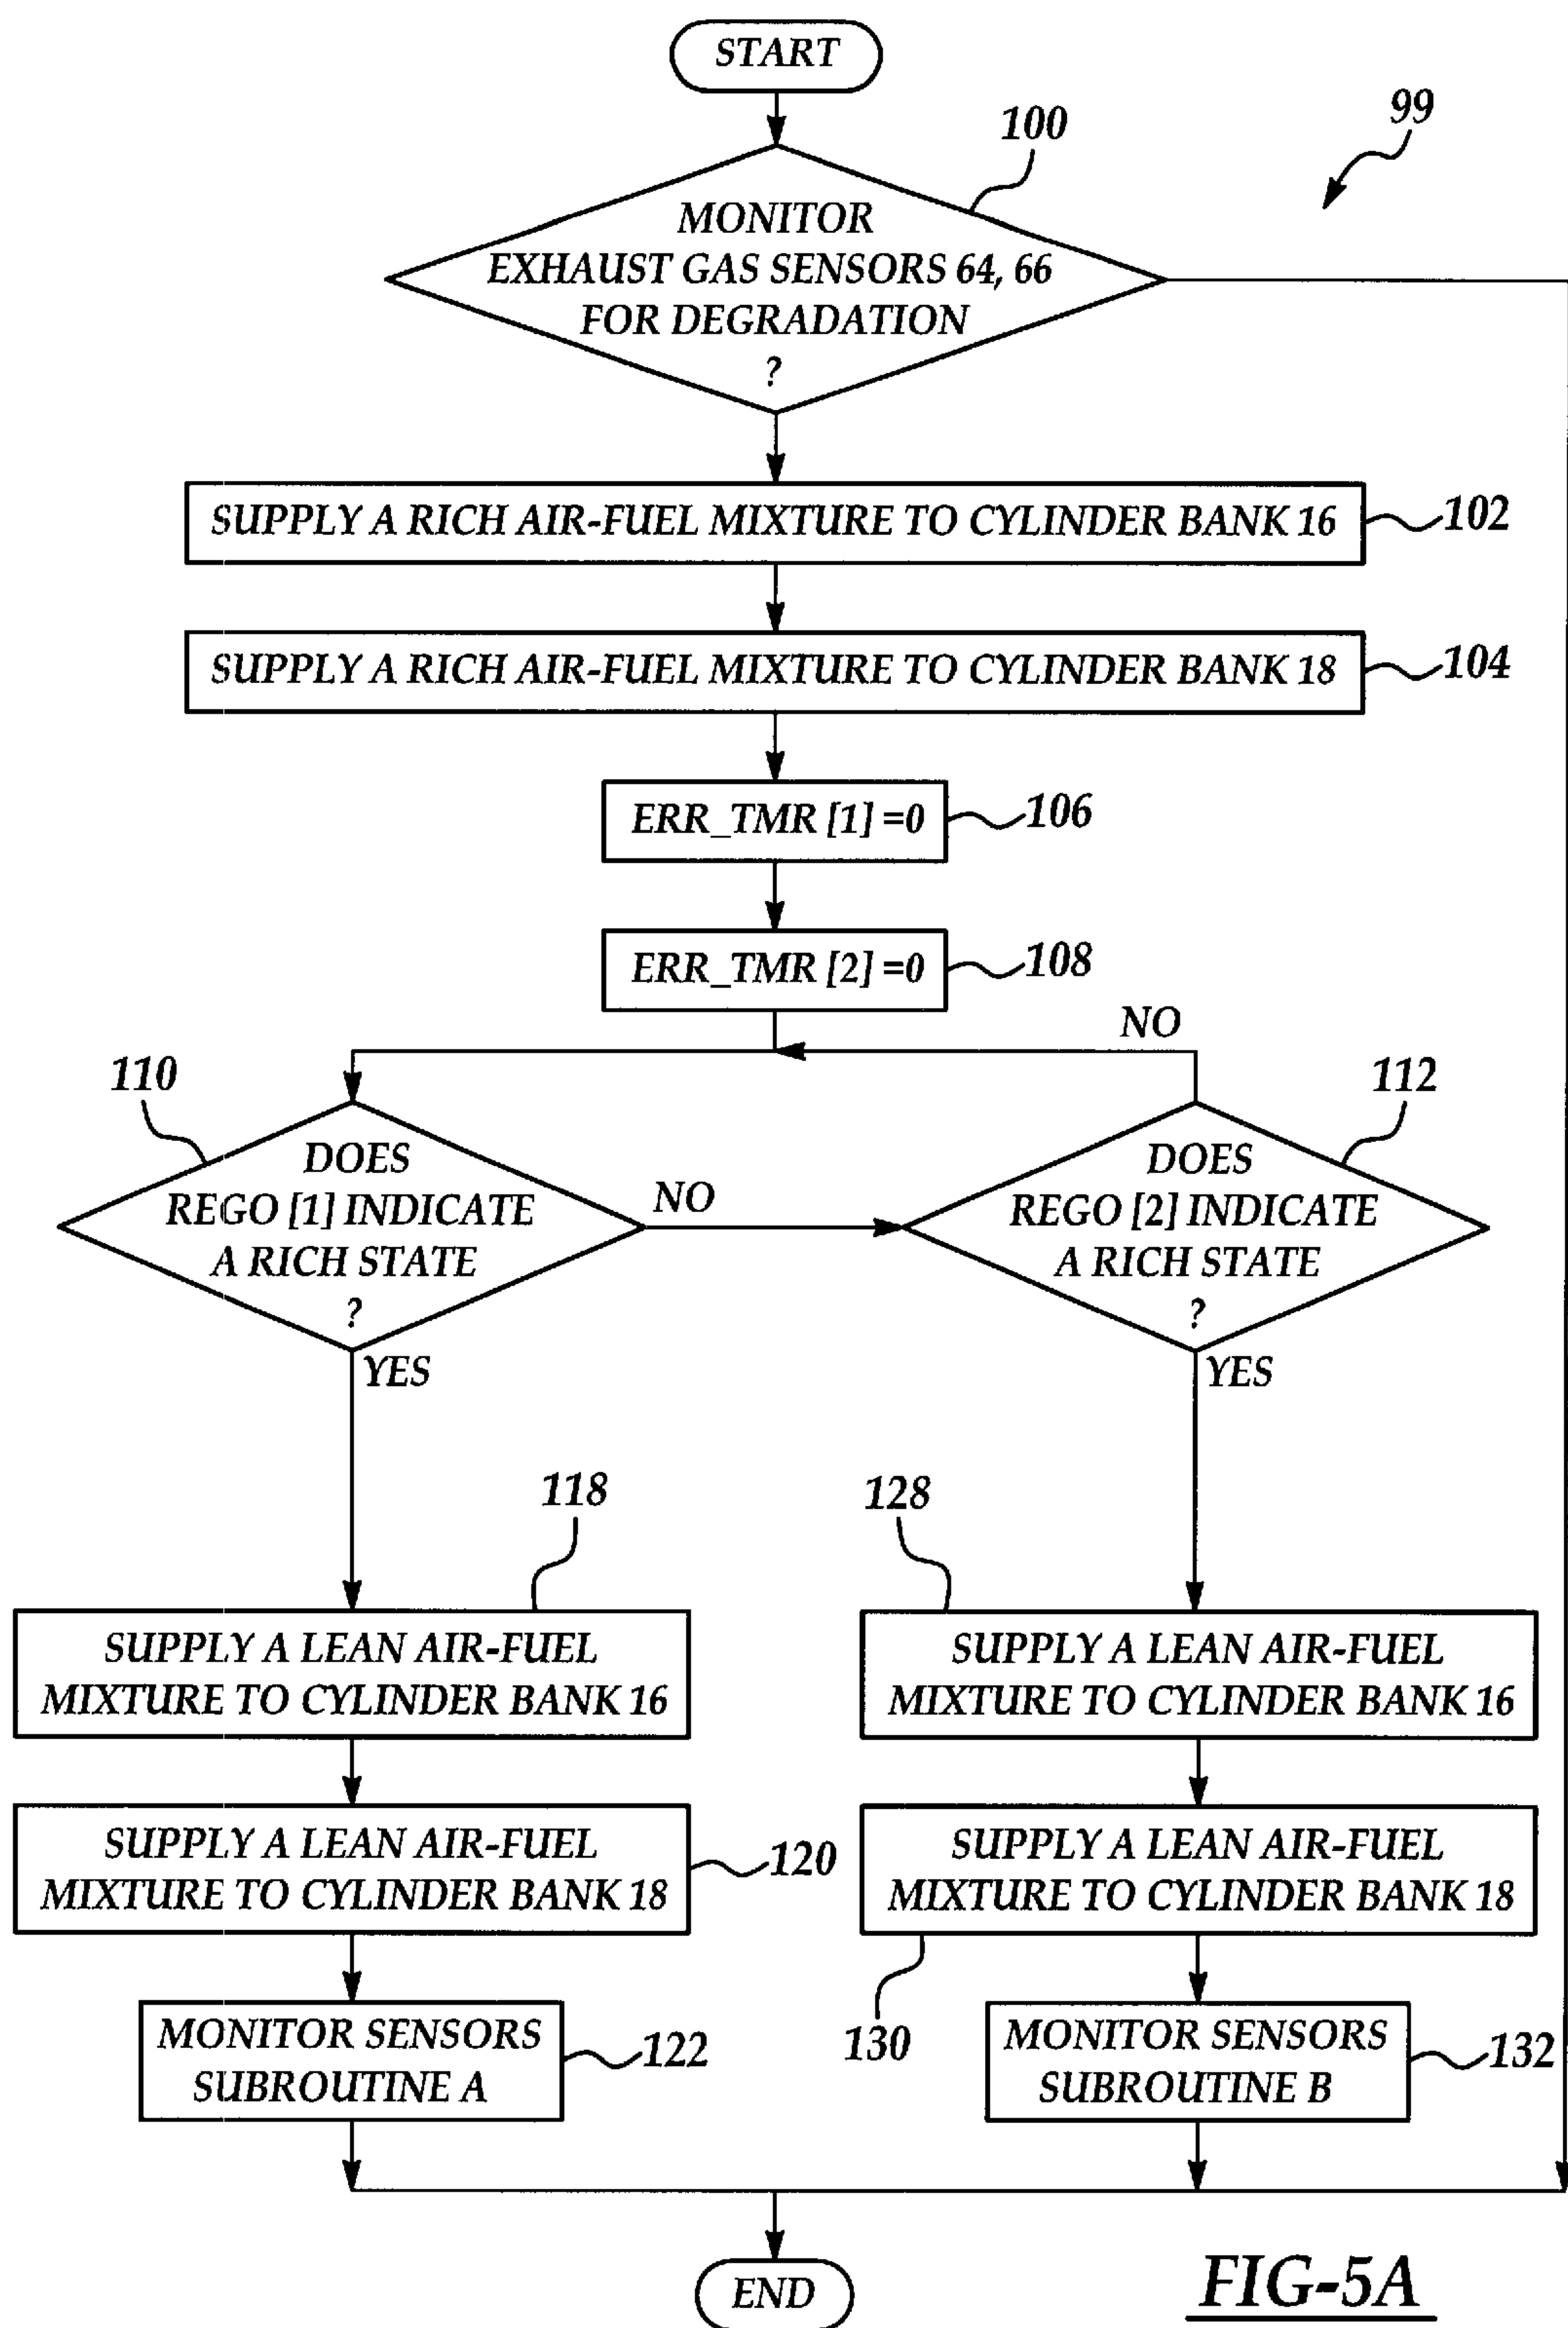 START
99
100
MONITOR
EXHAUST GAS SENSORS 64, 66
FOR DEGRADATION
?
SUPPLY A RICH AIR-FUEL MIXTURE TO CYLINDER BANK 16
102
SUPPLY A RICH AIR-FUEL MIXTURE TO CYLINDER BANK 18
104
ERR_TMR [1] =0
106
ERR_TMR [2] =0
108
NO
110
112
DOES
REGO [1] INDICATE
A RICH STATE
?
NO
DOES
REGO [2] INDICATE
A RICH STATE
?
YES
YES
118
128
SUPPLY A LEAN AIR-FUEL
MIXTURE TO CYLINDER BANK 16
SUPPLY A LEAN AIR-FUEL
MIXTURE TO CYLINDER BANK 16
SUPPLY A LEAN AIR-FUEL
MIXTURE TO CYLINDER BANK 18
120
SUPPLY A LEAN AIR-FUEL
MIXTURE TO CYLINDER BANK 18
130
MONITOR SENSORS
SUBROUTINE A
122
MONITOR SENSORS
SUBROUTINE B
132
END
FIG-5A